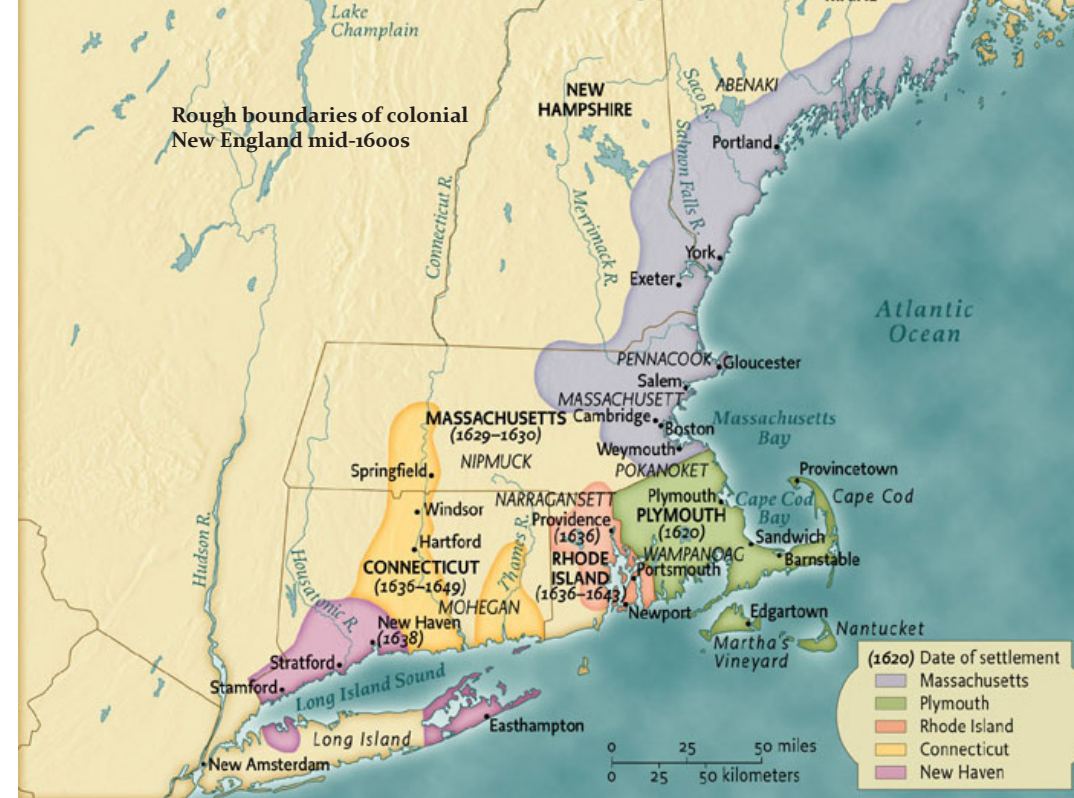 Lake
Champlain
Rough boundaries of colonial
New England mid-1600s
NEW
HAMPSHIRE
Saco R.
ABENAKI
Portland
Salmon Falls R.
Connecticut R.
Merrimack R.
York
Exeter
Atlantic
Ocean
PENNACOOK
Gloucester
Salem
MASSACHUSETT
MASSACHUSETTS
(1629–1630)
Cambridge
Boston
Massachusetts
Bay
Weymouth
NIPMUCK
POKANOKET
Springfield
Provincetown
Cape Cod
NARRAGANSETT
Plymouth
Cape Cod
Bay
PLYMOUTH
(1620)
Windsor
Providence
(1636)
Thames R.
Sandwich
Hartford
WAMPANOAG
Barnstable
Hudson R.
Housatonic R.
CONNECTICUT
(1636–1649)
RHODE
ISLAND
(1636–1643)
Portsmouth
MOHEGAN
Newport
Edgartown
New Haven
(1638)
Nantucket
Martha's
Vineyard
Stratford
Stamford
Long Island Sound
Easthampton
Long Island
New Amsterdam
0 25 50 miles
0 25 50 kilometers
(1620) Date of settlement
Massachusetts
Plymouth
Rhode Island
Connecticut
New Haven